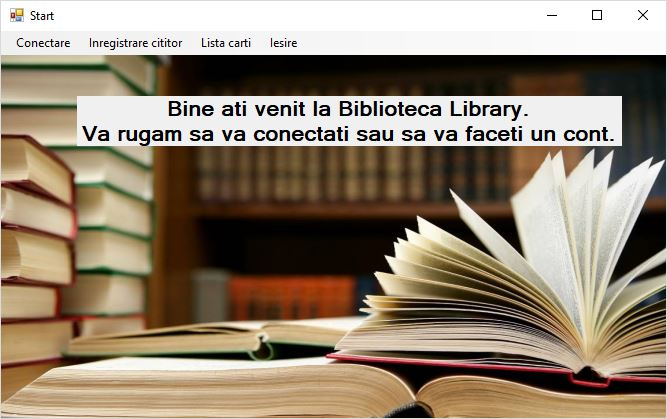 Start
Conectare Inregistrare cititor Lista carti Iesire
Bine ati venit la Biblioteca Library.
Va rugam sa va conectati sau sa va faceti un cont.